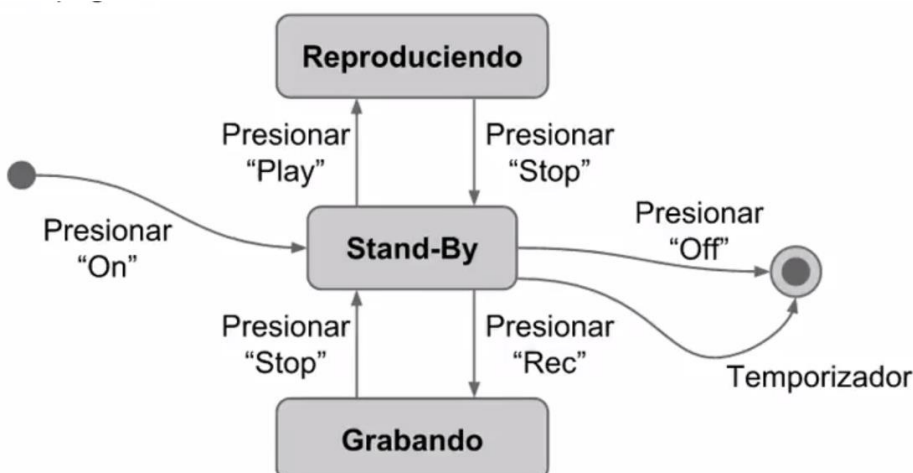 Reproduciendo
Presionar
“Play”
Presionar
“Stop”
Presionar
“On”
Stand-By
Presionar
“Off”
Presionar
“Stop”
Presionar
“Rec”
Temporizador
Grabando